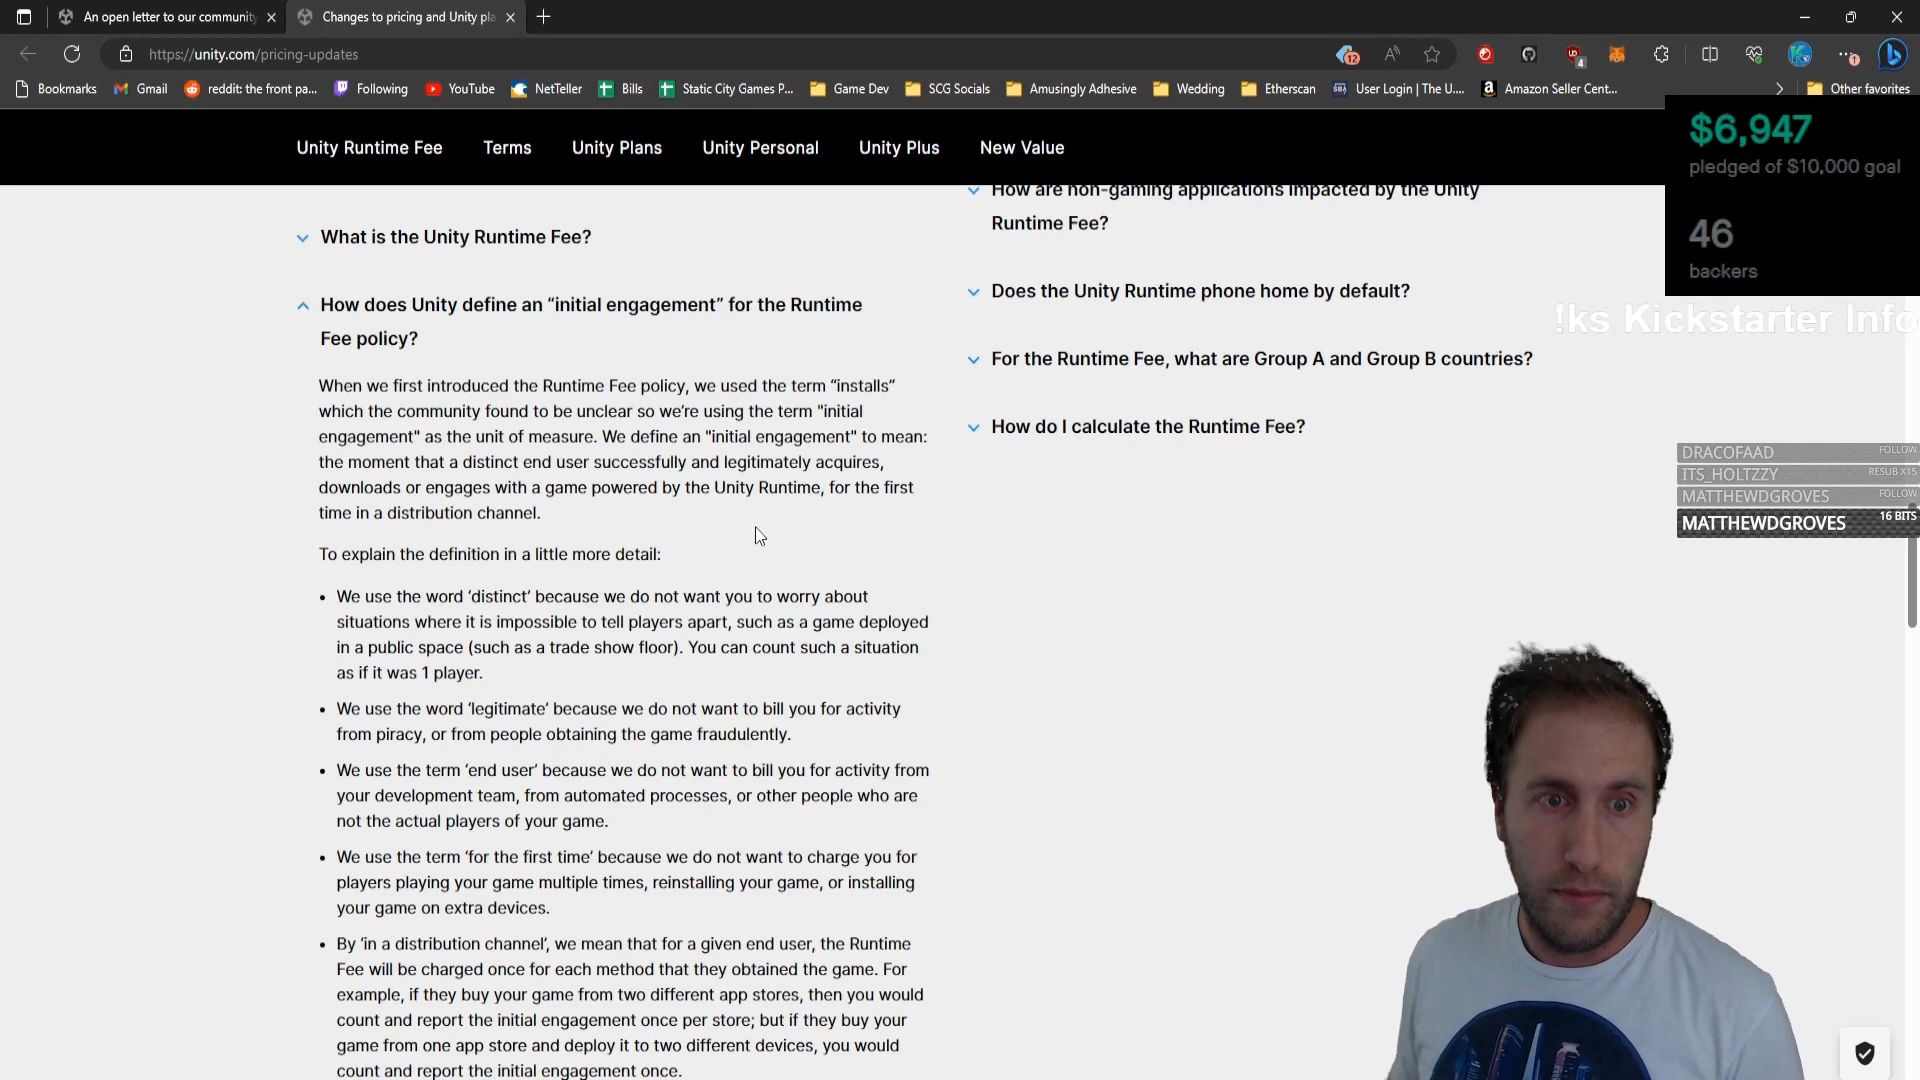 An open letter to our community
Changes to pricing and Unity pla
https://unity.com/pricing-updates
12
4
1
Bookmarks
Gmail
reddit: the front pa...
Following
YouTube
NetTeller
Bills
Static City Games P...
Game Dev
SCG Socials
Amusingly Adhesive
Wedding
Etherscan
User Login | The U....
Amazon Seller Cent...
Other favorites
Unity Runtime Fee
Terms
Unity Plans
Unity Personal
Unity Plus
New Value
$6,947
pledged of $10,000 goal
46
backers
!ks Kickstarter Info
What is the Unity Runtime Fee?
How does Unity define an “initial engagement” for the Runtime
Fee policy?
When we first introduced the Runtime Fee policy, we used the term “installs”
which the community found to be unclear so we’re using the term "initial
engagement" as the unit of measure. We define an "initial engagement" to mean:
the moment that a distinct end user successfully and legitimately acquires,
downloads or engages with a game powered by the Unity Runtime, for the first
time in a distribution channel.
To explain the definition in a little more detail:
• We use the word ‘distinct’ because we do not want you to worry about
situations where it is impossible to tell players apart, such as a game deployed
in a public space (such as a trade show floor). You can count such a situation
as if it was 1 player.
• We use the word ‘legitimate’ because we do not want to bill you for activity
from piracy, or from people obtaining the game fraudulently.
• We use the term ‘end user’ because we do not want to bill you for activity from
your development team, from automated processes, or other people who are
not the actual players of your game.
• We use the term ‘for the first time’ because we do not want to charge you for
players playing your game multiple times, reinstalling your game, or installing
your game on extra devices.
• By ‘in a distribution channel’, we mean that for a given end user, the Runtime
Fee will be charged once for each method that they obtained the game. For
example, if they buy your game from two different app stores, then you would
count and report the initial engagement once per store; but if they buy your
game from one app store and deploy it to two different devices, you would
count and report the initial engagement once.
How are non-gaming applications impacted by the Unity
Runtime Fee?
Does the Unity Runtime phone home by default?
For the Runtime Fee, what are Group A and Group B countries?
How do I calculate the Runtime Fee?
DRACOFAAD FOLLOW
ITS_HOLTZZY RESUB X15
MATTHEWDGROVES FOLLOW
MATTHEWDGROVES 16 BITS